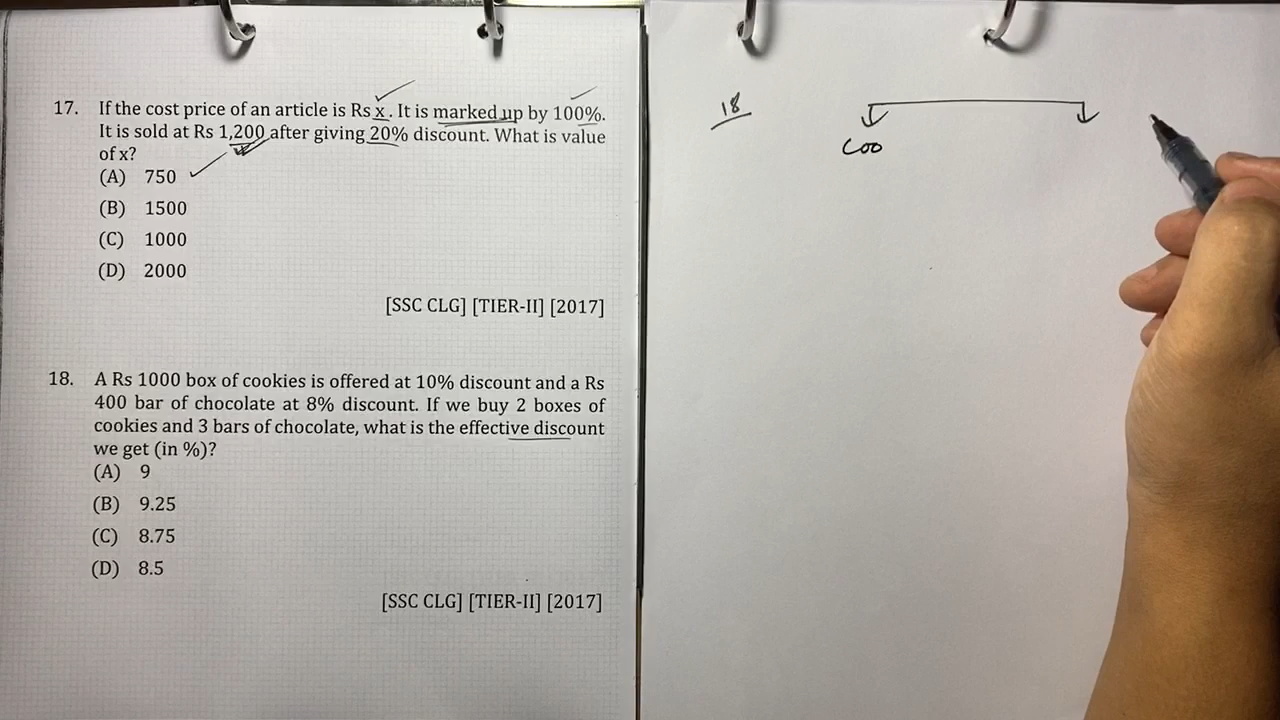 17. If the cost price of an article is Rs x. It is marked up by 100%.
It is sold at Rs 1,200 after giving 20% discount. What is value
of x?
(A) 750
(B) 1500
(C) 1000
(D) 2000
[SSC CLG] [TIER-II] [2017]
18. A Rs 1000 box of cookies is offered at 10% discount and a Rs
400 bar of chocolate at 8% discount. If we buy 2 boxes of
cookies and 3 bars of chocolate, what is the effective discount
we get (in %)?
(A) 9
(B) 9.25
(C) 8.75
(D) 8.5
[SSC CLG] [TIER-II] [2017]
18
Coo